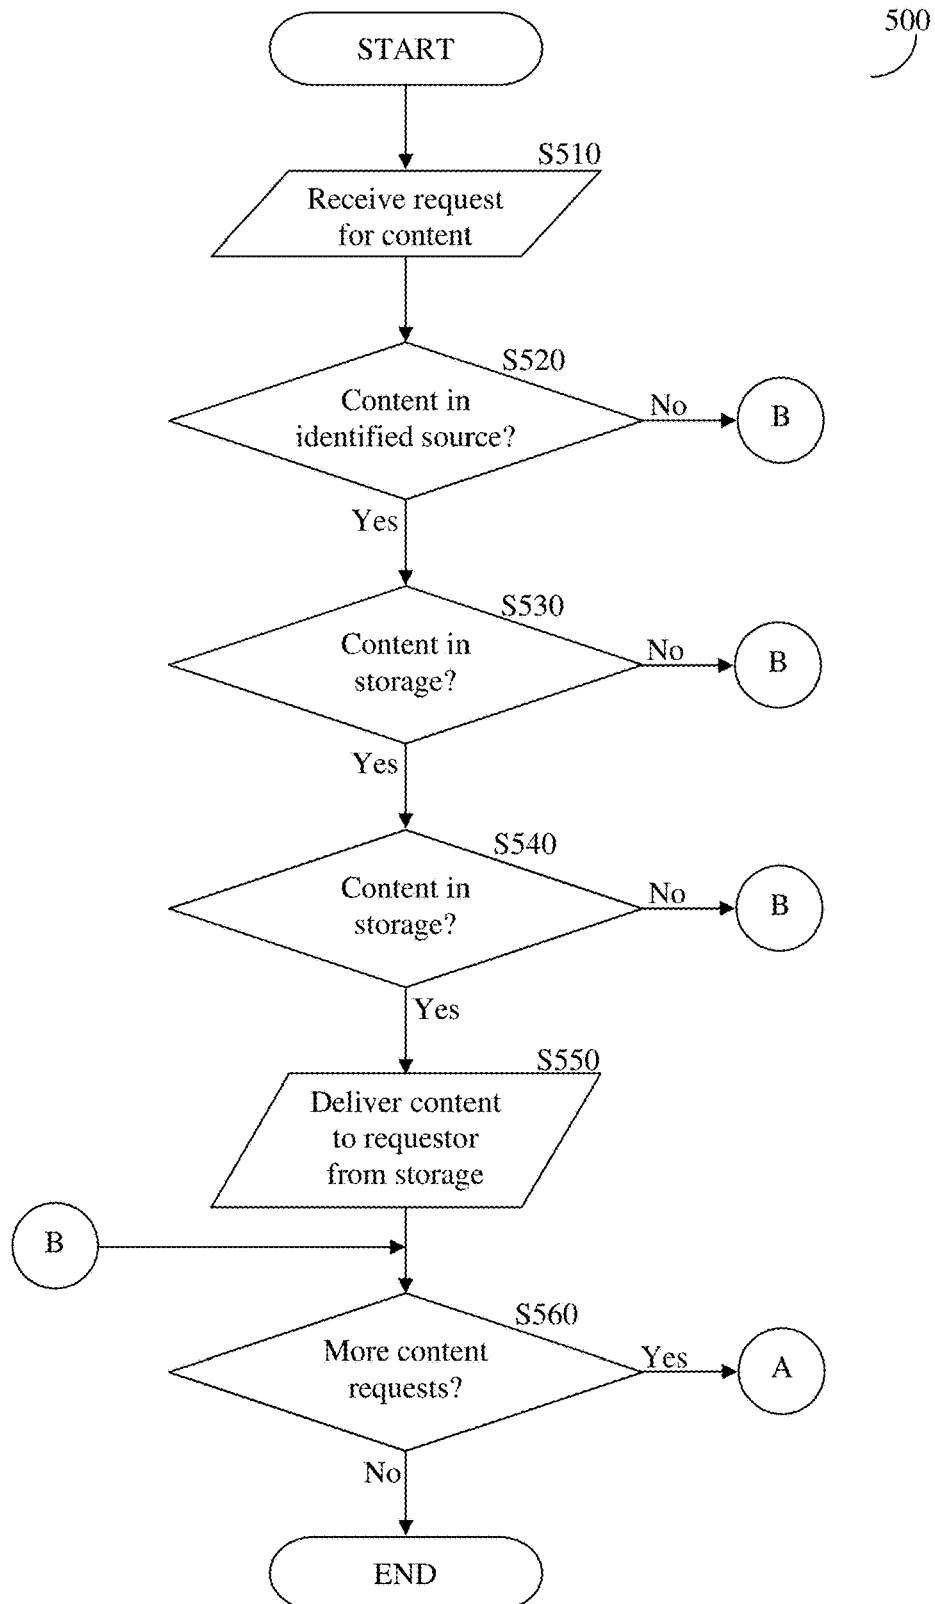 500
START
S510
Receive request
for content
S520
Content in
identified source?
No
B
Yes
S530
Content in
storage?
No
B
Yes
S540
Content in
storage?
No
B
Yes
S550
Deliver content
to requestor
from storage
B
S560
More content
requests?
Yes
A
No
END